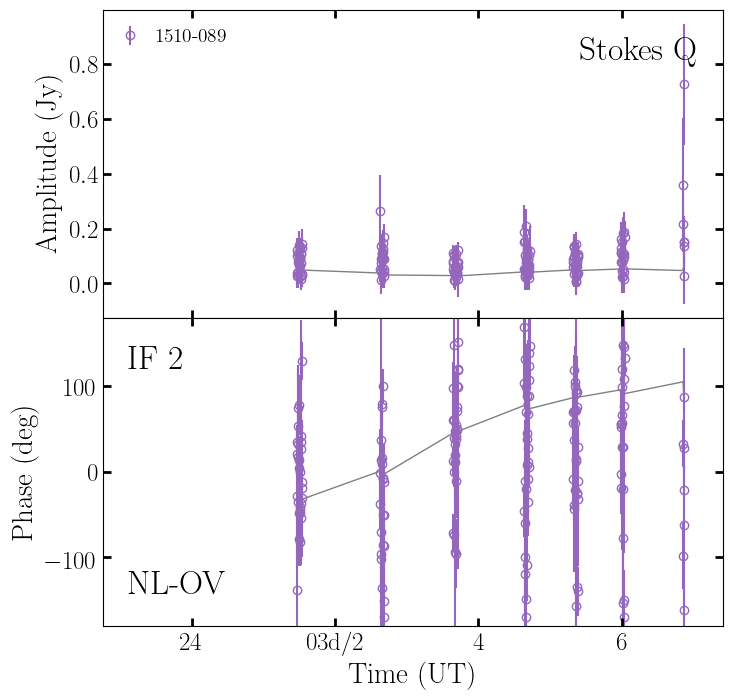 1510-089
Stokes Q
Amplitude (Jy)
0.8
0.6
0.4
0.2
0.0
IF 2
Phase (deg)
100
0
−100
NL-OV
24 03d/2 4 6
Time (UT)